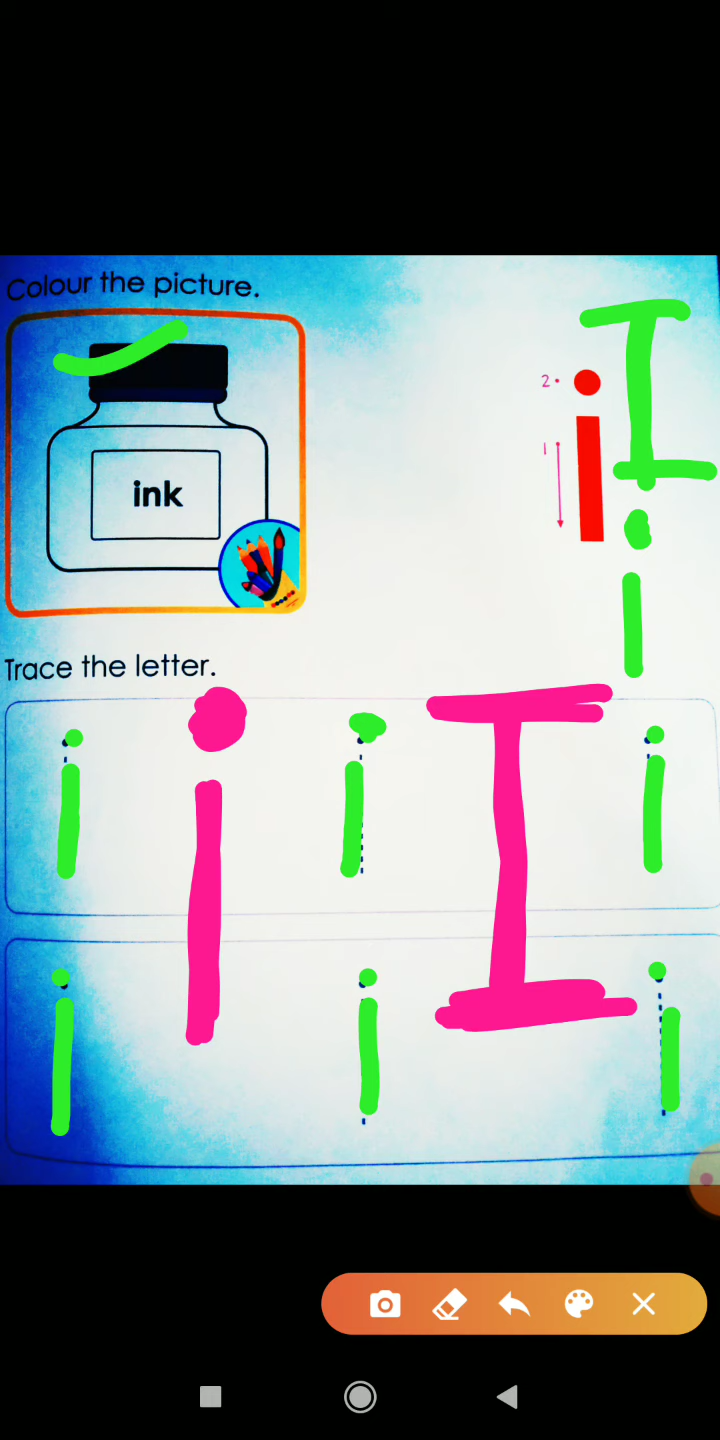 Colour the picture.
I
2
i
1
ink
i
Trace the letter.
i i i I i
i i i